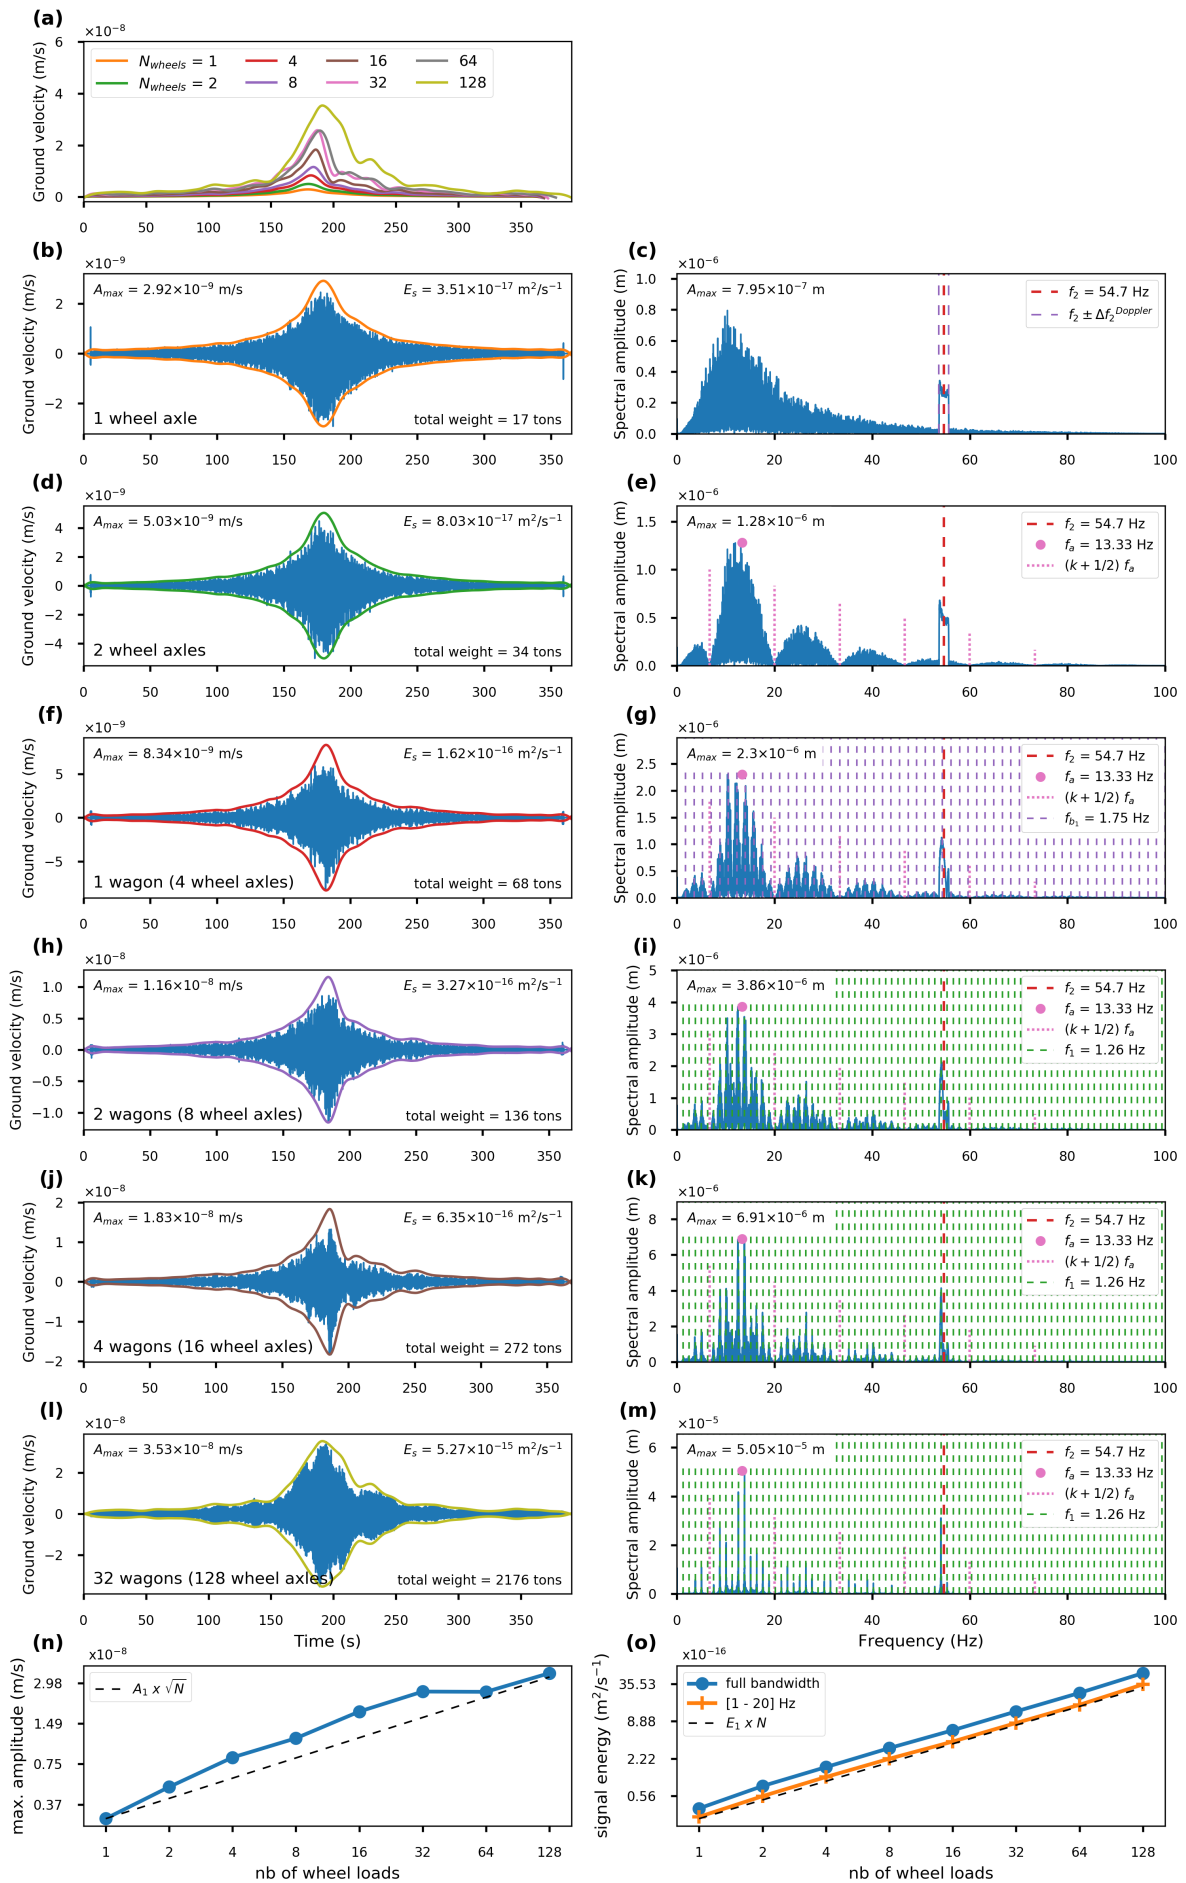 (a)
×10⁻⁸
Ground velocity (m/s)
6
4
2
0
N_wheels = 1
N_wheels = 2
4
8
16
32
64
128
0 50 100 150 200 250 300 350
(b)
×10⁻⁹
Ground velocity (m/s)
2
0
−2
A_max = 2.92×10⁻⁹ m/s
E_s = 3.51×10⁻¹⁷ m²/s⁻¹
1 wheel axle
total weight = 17 tons
0 50 100 150 200 250 300 350
(c)
×10⁻⁶
Spectral amplitude (m)
1.0
0.8
0.6
0.4
0.2
0.0
A_max = 7.95×10⁻⁷ m
f₂ = 54.7 Hz
f₂ ± Δf₂^Doppler
0 20 40 60 80 100
(d)
×10⁻⁹
Ground velocity (m/s)
4
2
0
−2
−4
A_max = 5.03×10⁻⁹ m/s
E_s = 8.03×10⁻¹⁷ m²/s⁻¹
2 wheel axles
total weight = 34 tons
0 50 100 150 200 250 300 350
(e)
×10⁻⁶
Spectral amplitude (m)
1.5
1.0
0.5
0.0
A_max = 1.28×10⁻⁶ m
f₂ = 54.7 Hz
f_a = 13.33 Hz
(k + 1/2) f_a
0 20 40 60 80 100
(f)
×10⁻⁹
Ground velocity (m/s)
5
0
−5
A_max = 8.34×10⁻⁹ m/s
E_s = 1.62×10⁻¹⁶ m²/s⁻¹
1 wagon (4 wheel axles)
total weight = 68 tons
0 50 100 150 200 250 300 350
(g)
×10⁻⁶
Spectral amplitude (m)
2.5
2.0
1.5
1.0
0.5
0.0
A_max = 2.3×10⁻⁶ m
f₂ = 54.7 Hz
f_a = 13.33 Hz
(k + 1/2) f_a
f_b₁ = 1.75 Hz
0 20 40 60 80 100
(h)
×10⁻⁸
Ground velocity (m/s)
1.0
0.5
0.0
−0.5
−1.0
A_max = 1.16×10⁻⁸ m/s
E_s = 3.27×10⁻¹⁶ m²/s⁻¹
2 wagons (8 wheel axles)
total weight = 136 tons
0 50 100 150 200 250 300 350
(i)
×10⁻⁶
Spectral amplitude (m)
5
4
3
2
1
0
A_max = 3.86×10⁻⁶ m
f₂ = 54.7 Hz
f_a = 13.33 Hz
(k + 1/2) f_a
f₁ = 1.26 Hz
0 20 40 60 80 100
(j)
×10⁻⁸
Ground velocity (m/s)
2
1
0
−1
−2
A_max = 1.83×10⁻⁸ m/s
E_s = 6.35×10⁻¹⁶ m²/s⁻¹
4 wagons (16 wheel axles)
total weight = 272 tons
0 50 100 150 200 250 300 350
(k)
×10⁻⁶
Spectral amplitude (m)
8
6
4
2
0
A_max = 6.91×10⁻⁶ m
f₂ = 54.7 Hz
f_a = 13.33 Hz
(k + 1/2) f_a
f₁ = 1.26 Hz
0 20 40 60 80 100
(l)
×10⁻⁸
Ground velocity (m/s)
2
0
−2
A_max = 3.53×10⁻⁸ m/s
E_s = 5.27×10⁻¹⁵ m²/s⁻¹
32 wagons (128 wheel axles)
total weight = 2176 tons
0 50 100 150 200 250 300 350
Time (s)
(m)
×10⁻⁵
Spectral amplitude (m)
6
4
2
0
A_max = 5.05×10⁻⁵ m
f₂ = 54.7 Hz
f_a = 13.33 Hz
(k + 1/2) f_a
f₁ = 1.26 Hz
0 20 40 60 80 100
Frequency (Hz)
(n)
x10⁻⁸
max. amplitude (m/s)
2.98
1.49
0.75
0.37
A₁ x √N
1 2 4 8 16 32 64 128
nb of wheel loads
(o)
x10⁻¹⁶
signal energy (m²/s⁻¹)
35.53
8.88
2.22
0.56
full bandwidth
[1 - 20] Hz
E₁ x N
1 2 4 8 16 32 64 128
nb of wheel loads